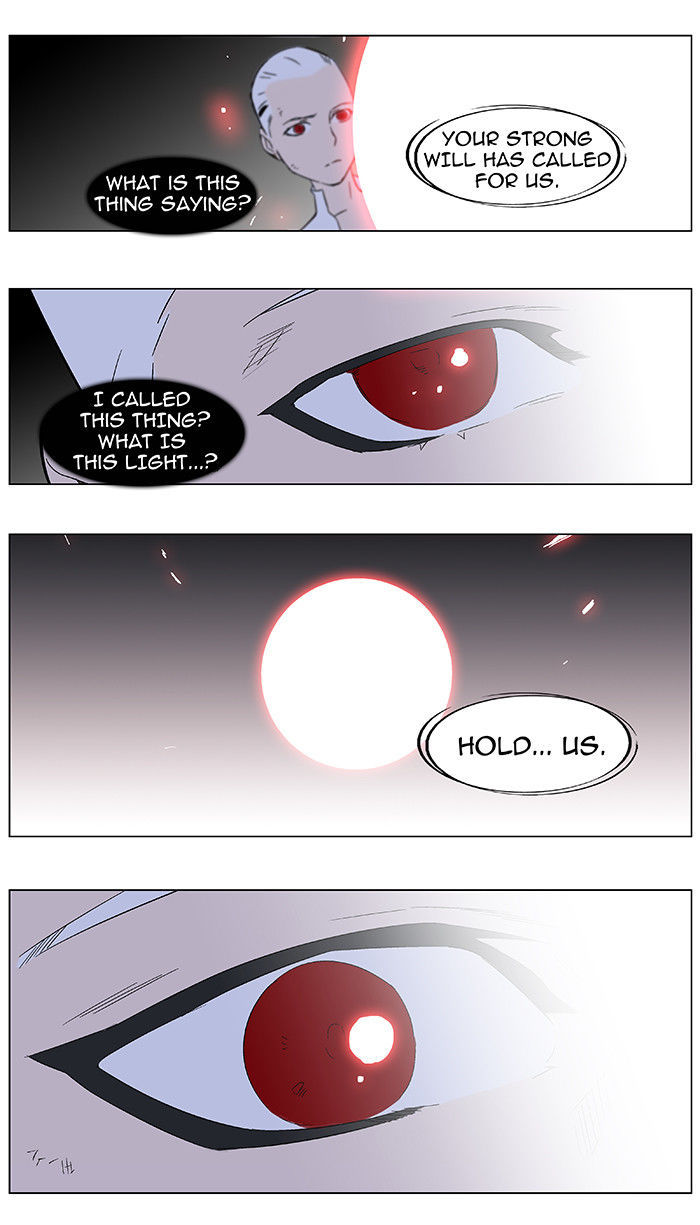 YOUR STRONG
WILL HAS CALLED
FOR US.
WHAT IS THIS
THING SAYING?
I CALLED
THIS THING?
WHAT IS
THIS LIGHT...?
HOLD... US.